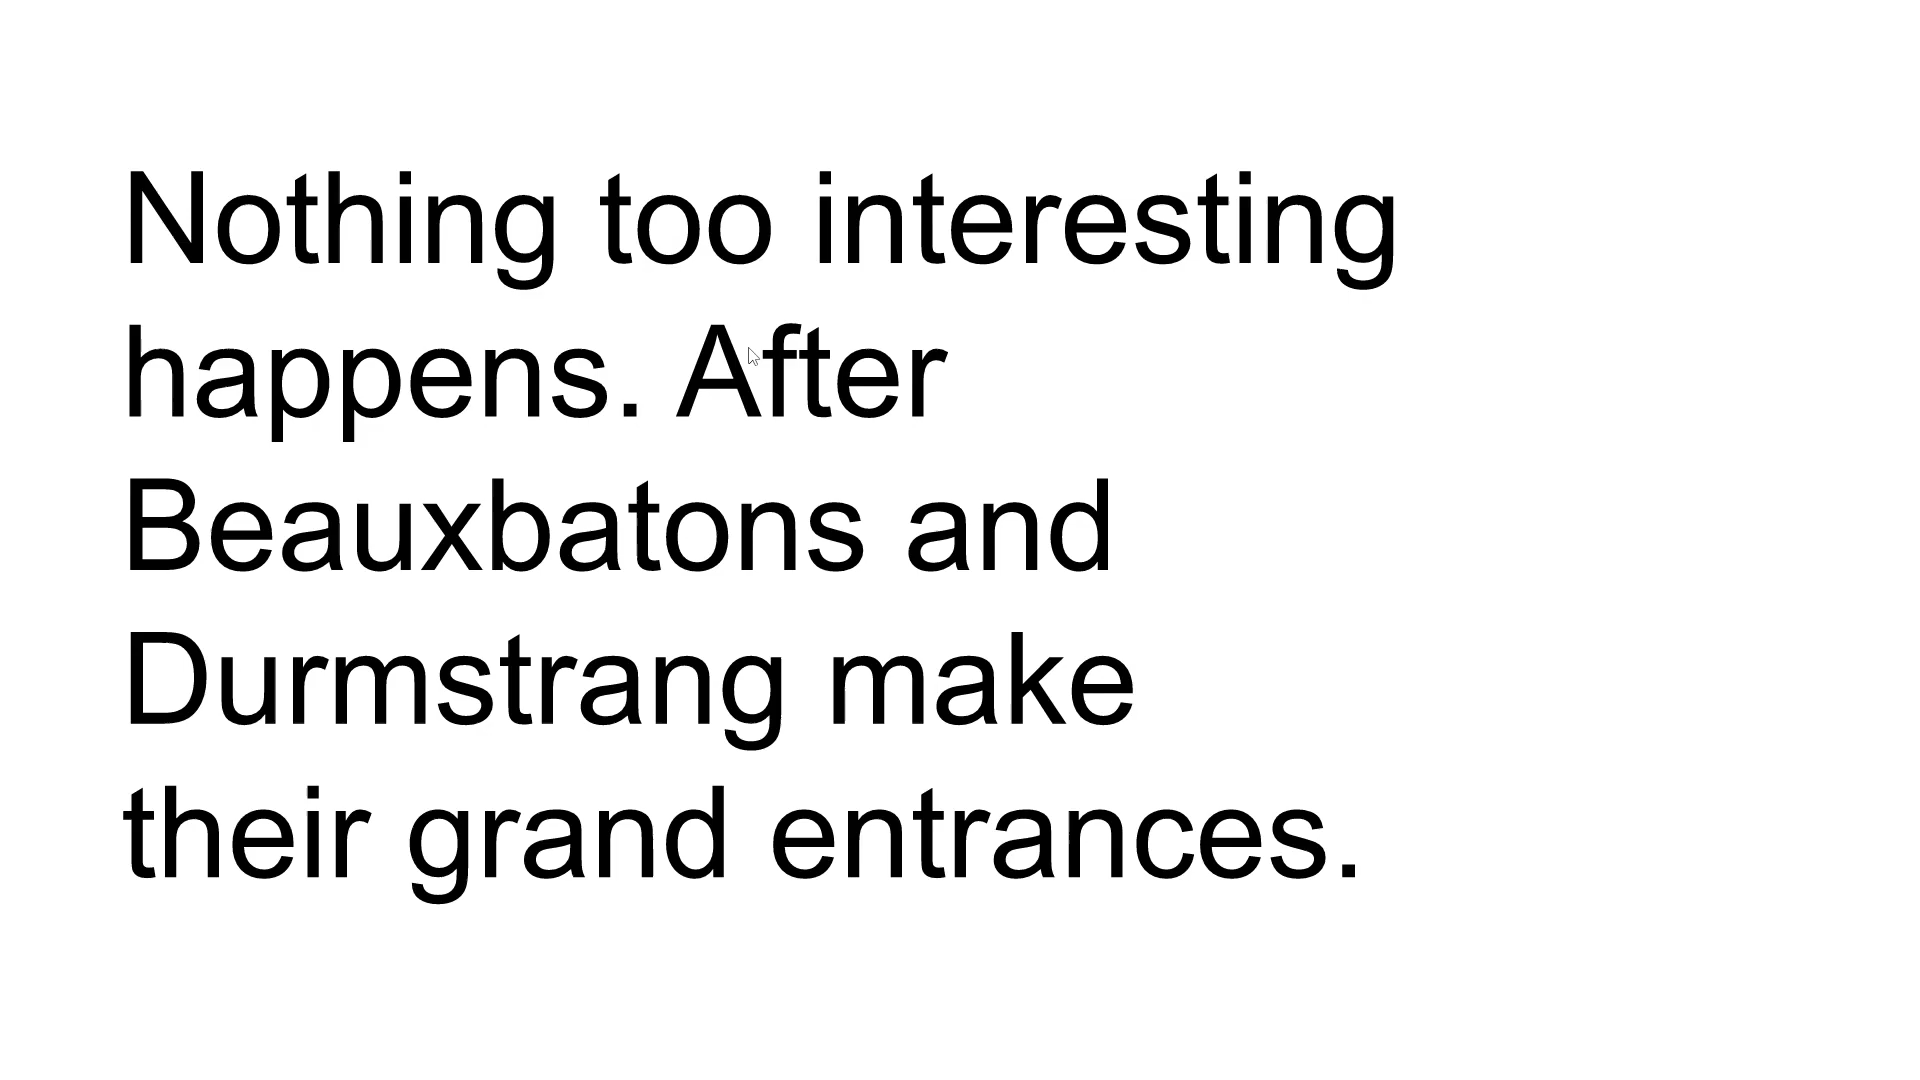 Nothing too interesting
happens. After
Beauxbatons and
Durmstrang make
their grand entrances.